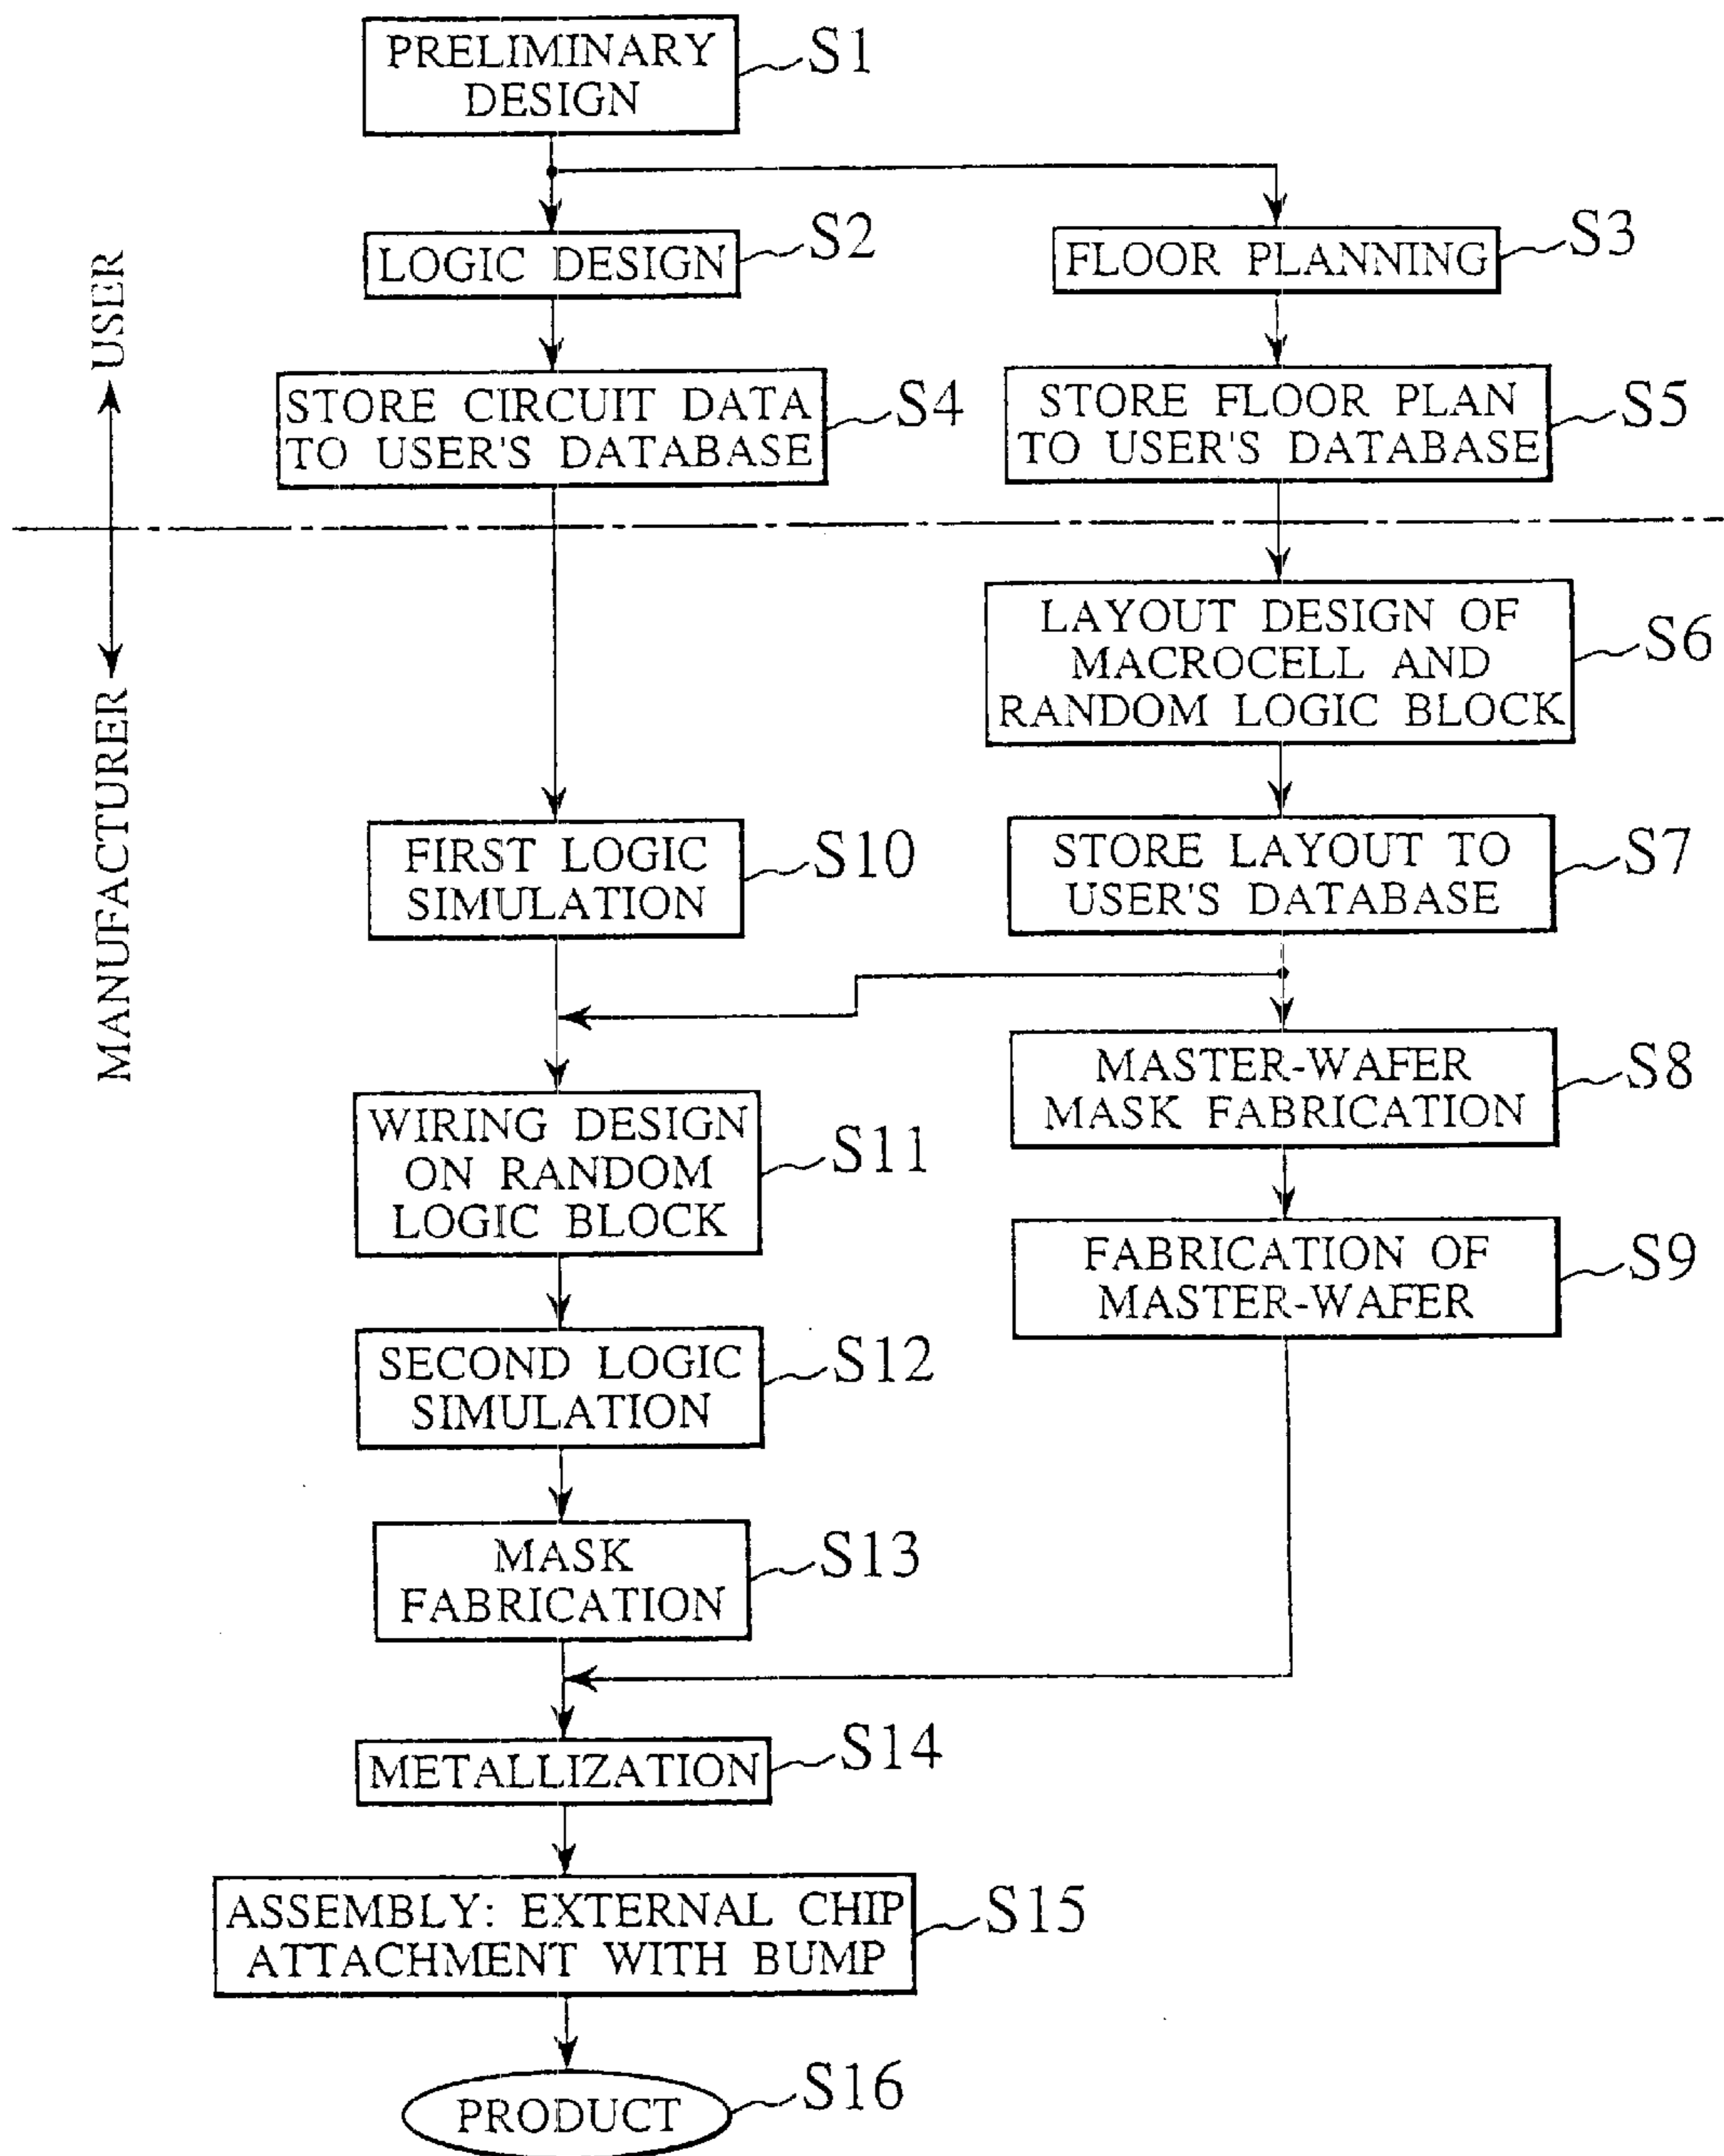 PRELIMINARY
DESIGN
S1
LOGIC DESIGN
S2
FLOOR PLANNING
S3
USER
STORE CIRCUIT DATA
TO USER'S DATABASE
S4
STORE FLOOR PLAN
TO USER'S DATABASE
S5
MANUFACTURER
LAYOUT DESIGN OF
MACROCELL AND
RANDOM LOGIC BLOCK
S6
FIRST LOGIC
SIMULATION
S10
STORE LAYOUT TO
USER'S DATABASE
S7
MASTER-WAFER
MASK FABRICATION
S8
WIRING DESIGN
ON RANDOM
LOGIC BLOCK
S11
FABRICATION OF
MASTER-WAFER
S9
SECOND LOGIC
SIMULATION
S12
MASK
FABRICATION
S13
METALLIZATION
S14
ASSEMBLY: EXTERNAL CHIP
ATTACHMENT WITH BUMP
S15
PRODUCT
S16